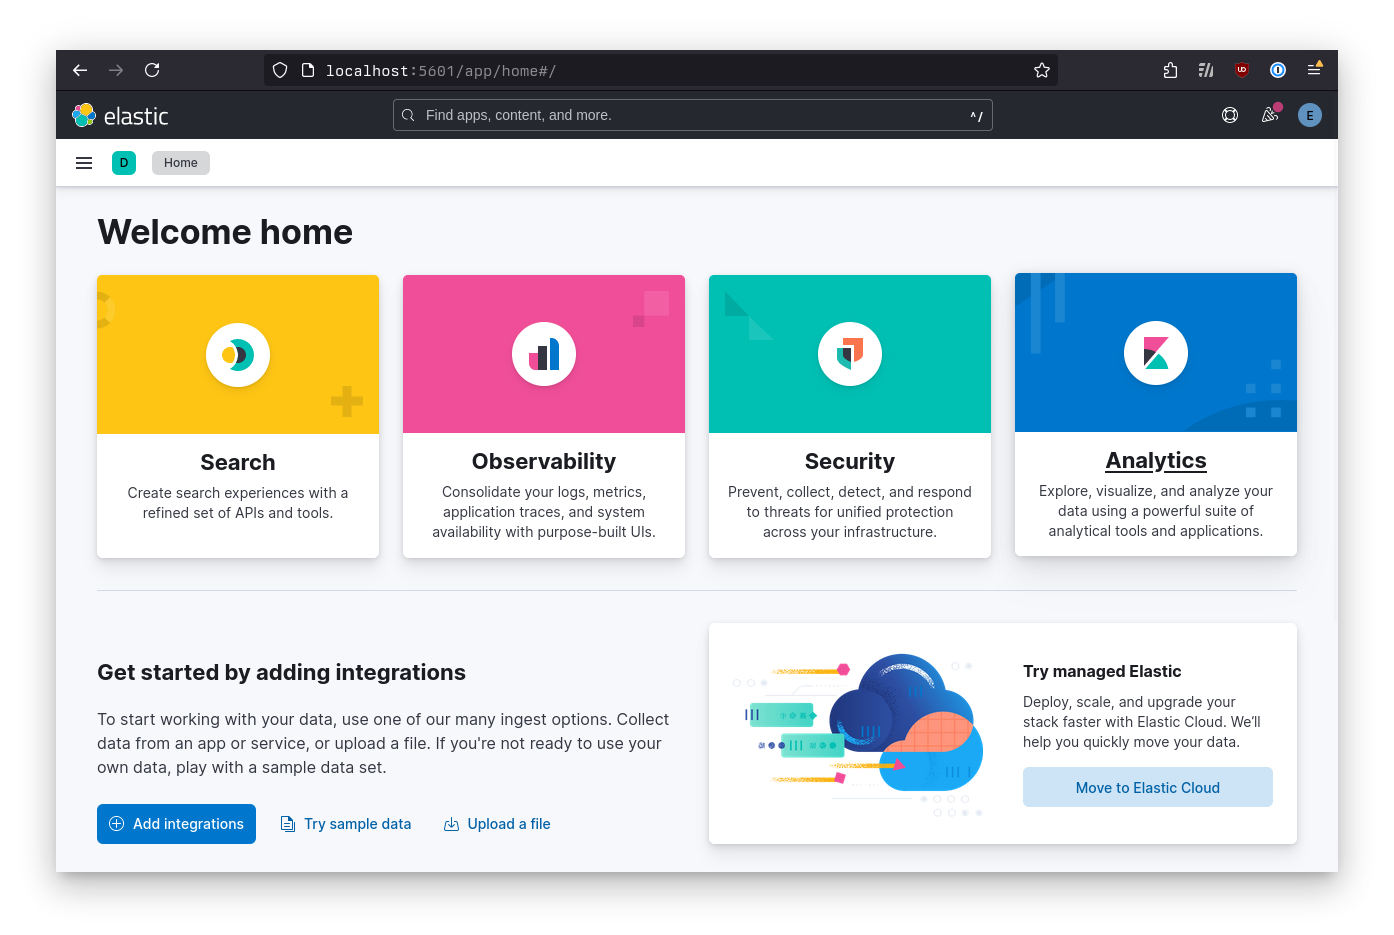 localhost:5601/app/home#/
elastic
Find apps, content, and more.
^/
E
D
Home
Welcome home
Search
Create search experiences with a
refined set of APIs and tools.
Observability
Consolidate your logs, metrics,
application traces, and system
availability with purpose-built UIs.
Security
Prevent, collect, detect, and respond
to threats for unified protection
across your infrastructure.
Analytics
Explore, visualize, and analyze your
data using a powerful suite of
analytical tools and applications.
Get started by adding integrations
To start working with your data, use one of our many ingest options. Collect
data from an app or service, or upload a file. If you're not ready to use your
own data, play with a sample data set.
Add integrations
Try sample data
Upload a file
Try managed Elastic
Deploy, scale, and upgrade your
stack faster with Elastic Cloud. We’ll
help you quickly move your data.
Move to Elastic Cloud